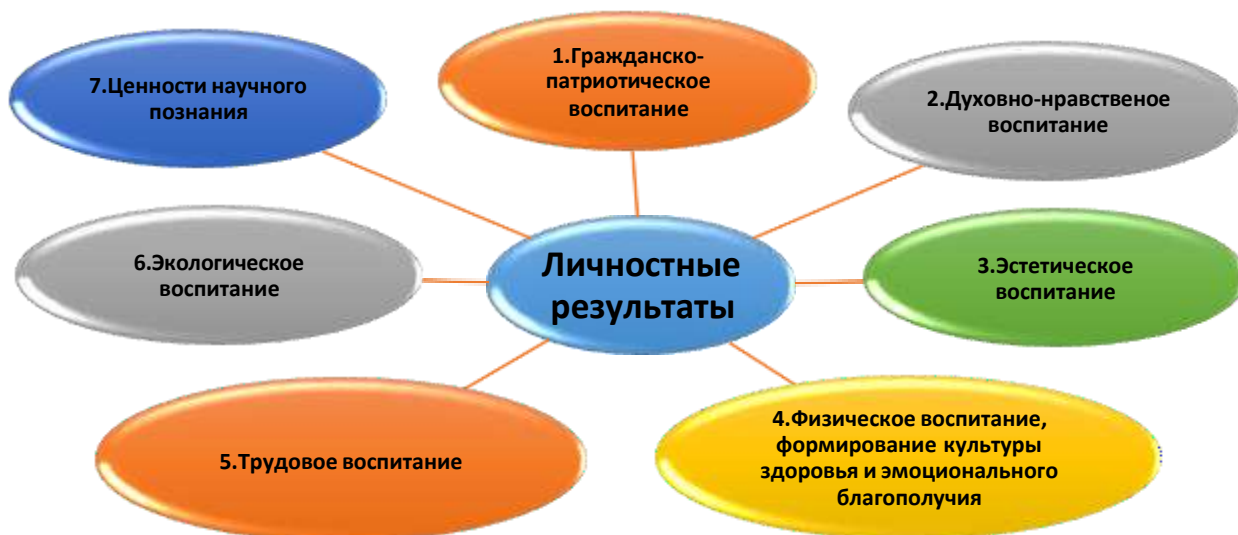 1.Гражданско-
патриотическое
воспитание
2.Духовно-нравственое
воспитание
3.Эстетическое
воспитание
4.Физическое воспитание,
формирование культуры
здоровья и эмоционального
благополучия
5.Трудовое воспитание
6.Экологическое
воспитание
7.Ценности научного
познания
Личностные
результаты